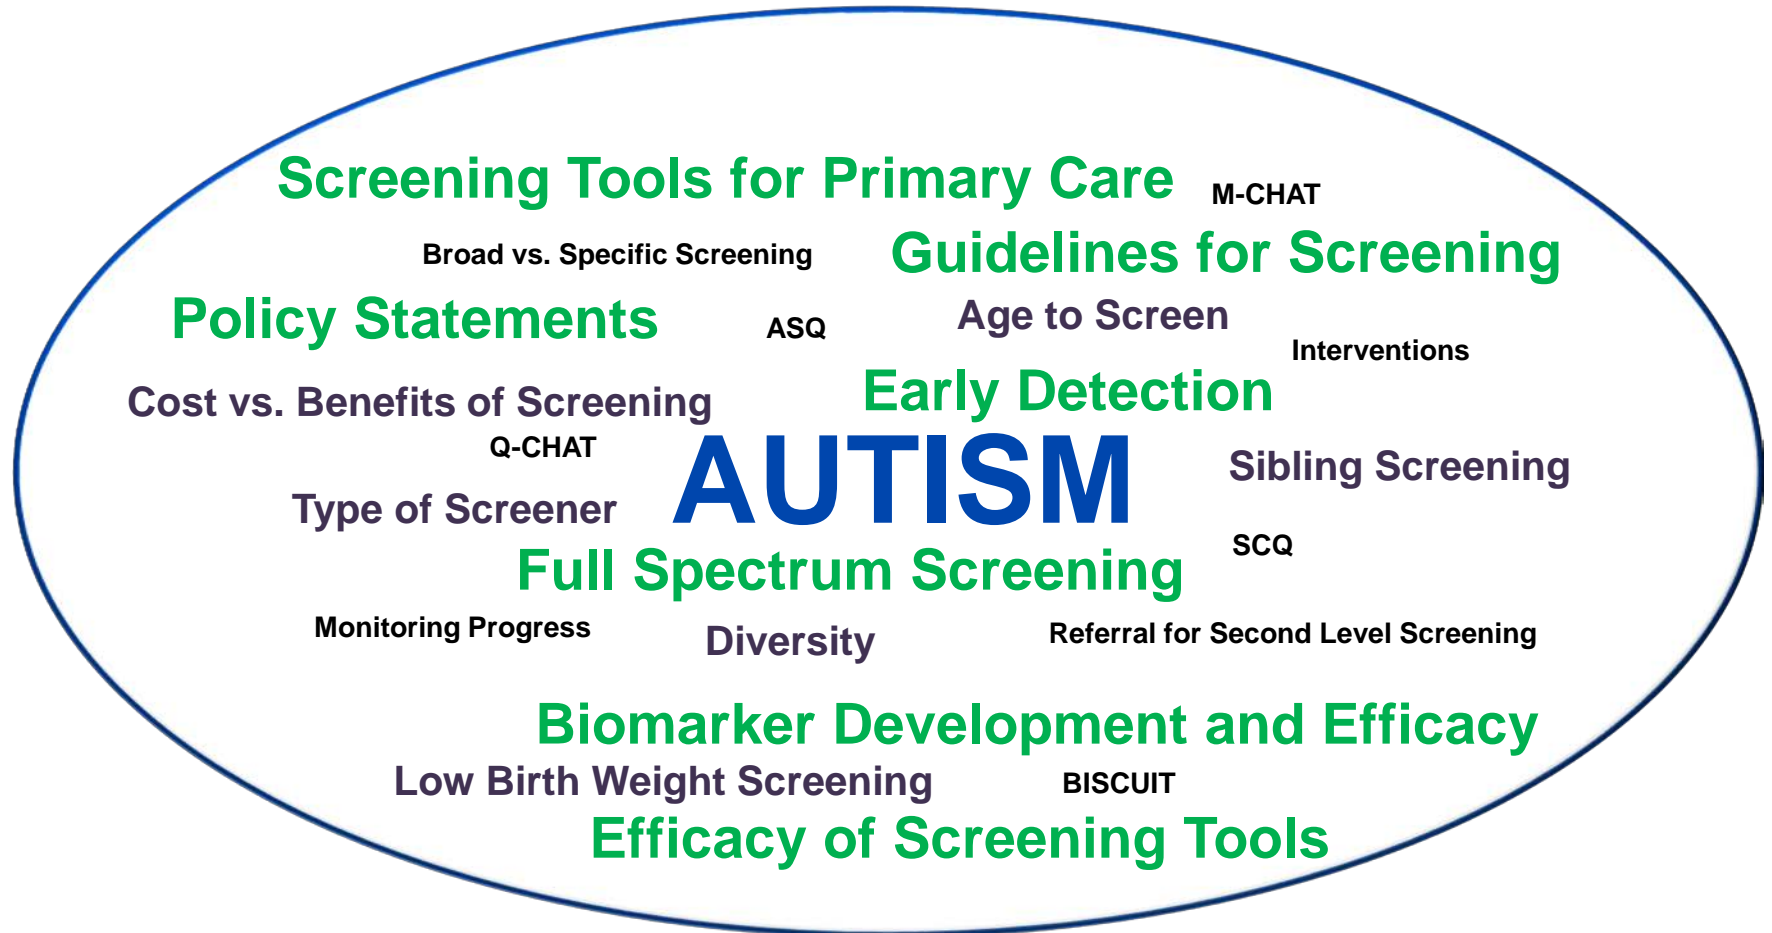 Screening Tools for Primary Care
M-CHAT
Broad vs. Specific Screening
Guidelines for Screening
Policy Statements
ASQ
Age to Screen
Interventions
Cost vs. Benefits of Screening
Early Detection
Q-CHAT
AUTISM
Sibling Screening
Type of Screener
Full Spectrum Screening
SCQ
Monitoring Progress
Diversity
Referral for Second Level Screening
Biomarker Development and Efficacy
Low Birth Weight Screening
BISCUIT
Efficacy of Screening Tools